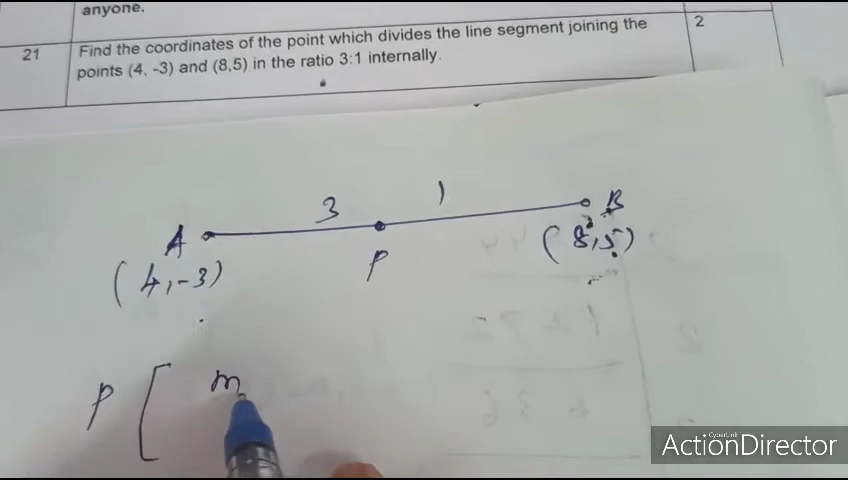 anyone.
21 Find the coordinates of the point which divides the line segment joining the 2
points (4, -3) and (8,5) in the ratio 3:1 internally.
3 1
A B
P
(4,-3) (8,5)
P [ m
CyberLink
ActionDirector